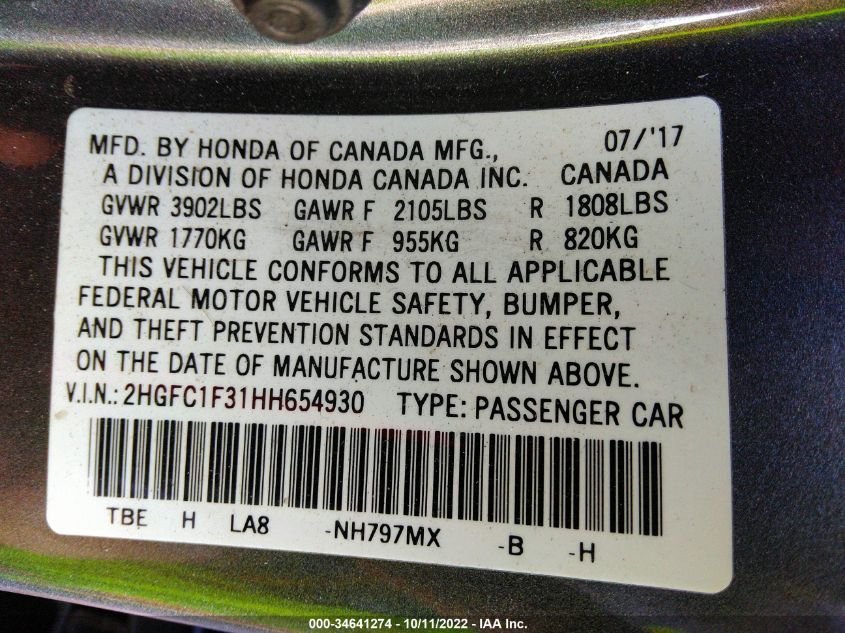 MFD. BY HONDA OF CANADA MFG., 07/'17
A DIVISION OF HONDA CANADA INC. CANADA
GVWR 3902LBS GAWR F 2105LBS R 1808LBS
GVWR 1770KG GAWR F 955KG R 820KG
THIS VEHICLE CONFORMS TO ALL APPLICABLE
FEDERAL MOTOR VEHICLE SAFETY, BUMPER,
AND THEFT PREVENTION STANDARDS IN EFFECT
ON THE DATE OF MANUFACTURE SHOWN ABOVE.
V.I.N.: 2HGFC1F31HH654930 TYPE: PASSENGER CAR
TBE H LA8 -NH797MX -B -H
000-34641274 - 10/11/2022 - IAA Inc.